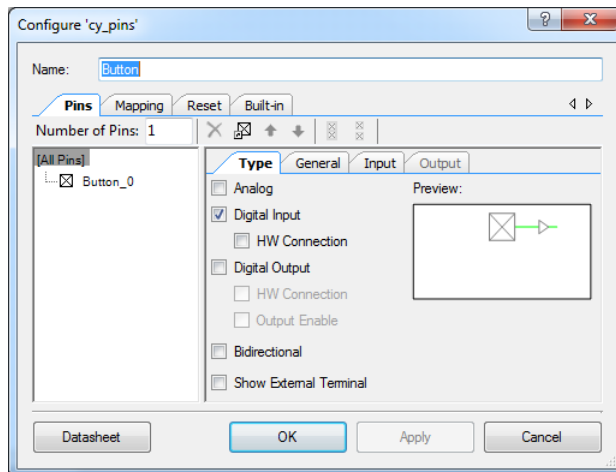 Configure 'cy_pins'
Name: Button
Pins Mapping Reset Built-in
Number of Pins: 1
[All Pins]
Button_0
Type General Input Output
Analog
Preview:
Digital Input
HW Connection
Digital Output
HW Connection
Output Enable
Bidirectional
Show External Terminal
Datasheet OK Apply Cancel